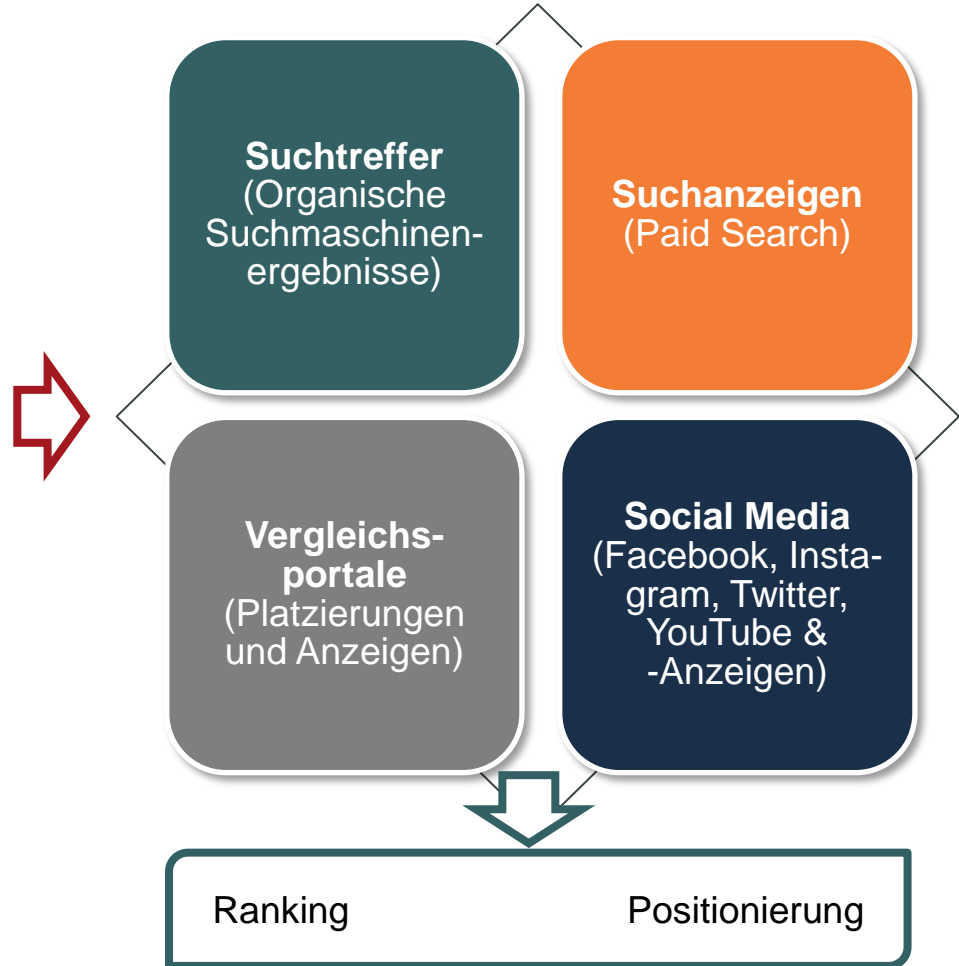 Suchtreffer
(Organische
Suchmaschinen-
ergebnisse)
Suchanzeigen
(Paid Search)
Vergleichs-
portale
(Platzierungen
und Anzeigen)
Social Media
(Facebook, Insta-
gram, Twitter,
YouTube &
-Anzeigen)
Ranking
Positionierung